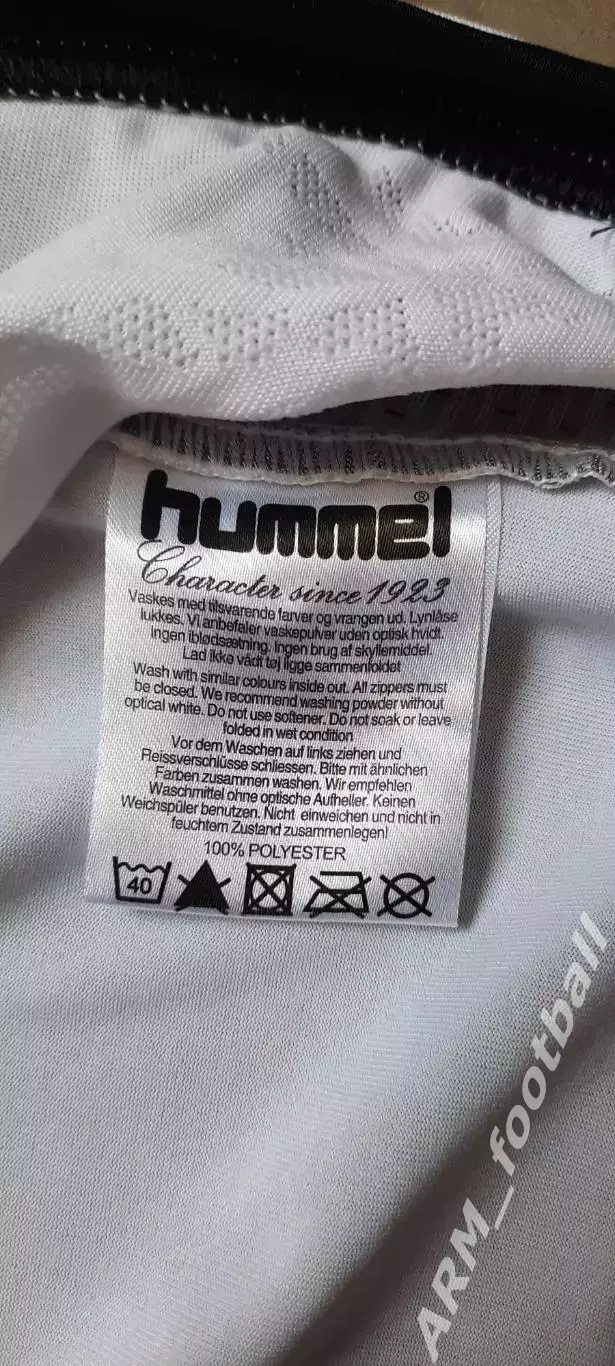 hummel®
Character since 1923
Vaskes med tilsvarende farver og vrangen ud. Lynlåse
lukkes. Vi anbefaler vaskepulver uden optisk hvidt.
Ingen iblødsætning. Ingen brug af skyllemiddel.
Lad ikke vådt tøj ligge sammenfoldet
Wash with similar colours inside out. All zippers must
be closed. We recommend washing powder without
optical white. Do not use softener. Do not soak or leave
folded in wet condition
Vor dem Waschen auf links ziehen und
Reissverschlüsse schliessen. Bitte mit ähnlichen
Farben zusammen washen. Wir empfehlen
Waschmittel ohne optische Aufheller. Keinen
Weichspüler benutzen. Nicht einweichen und nicht in
feuchtem Zustand zusammenlegen!
100% POLYESTER
40
ARM_football